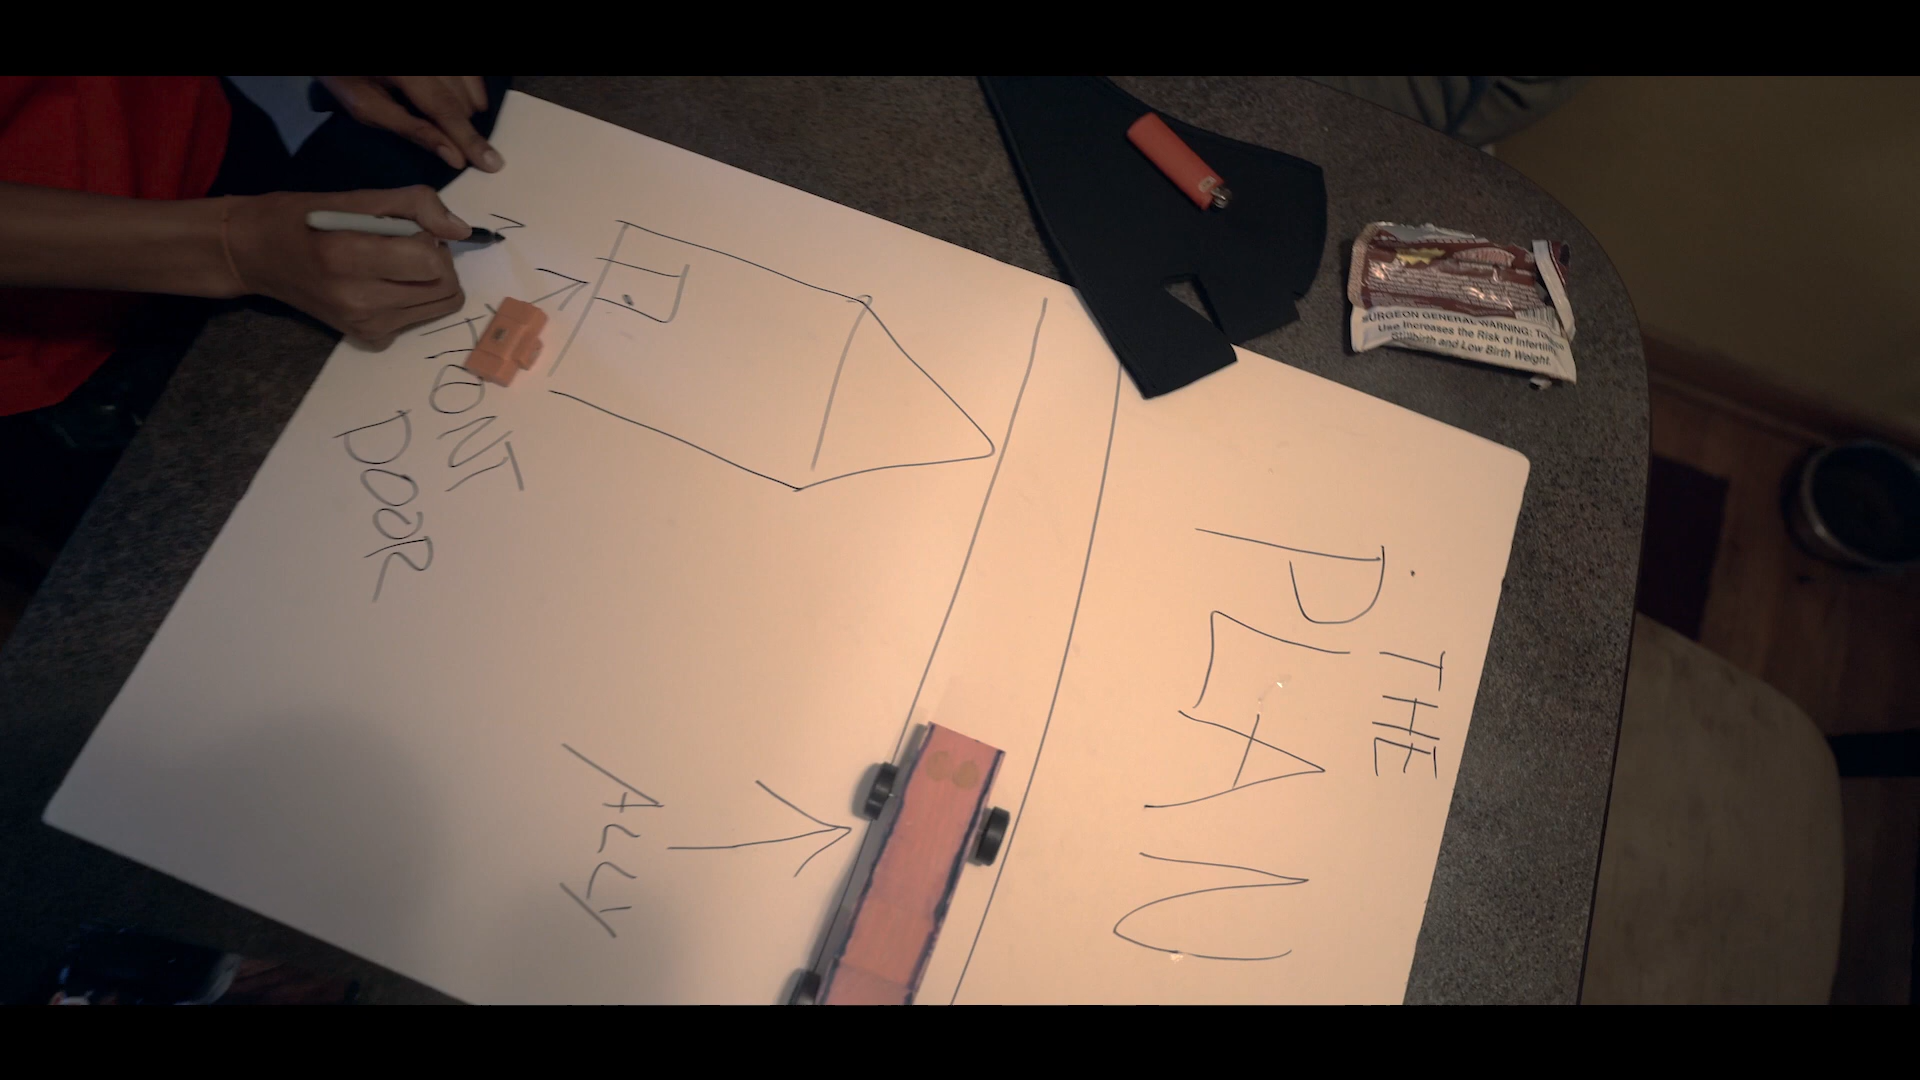 THE
PLAN
FRONT
DOOR
ALLY
SURGEON GENERAL WARNING: To
Use Increases the Risk of Infertility,
Stillbirth and Low Birth Weight.